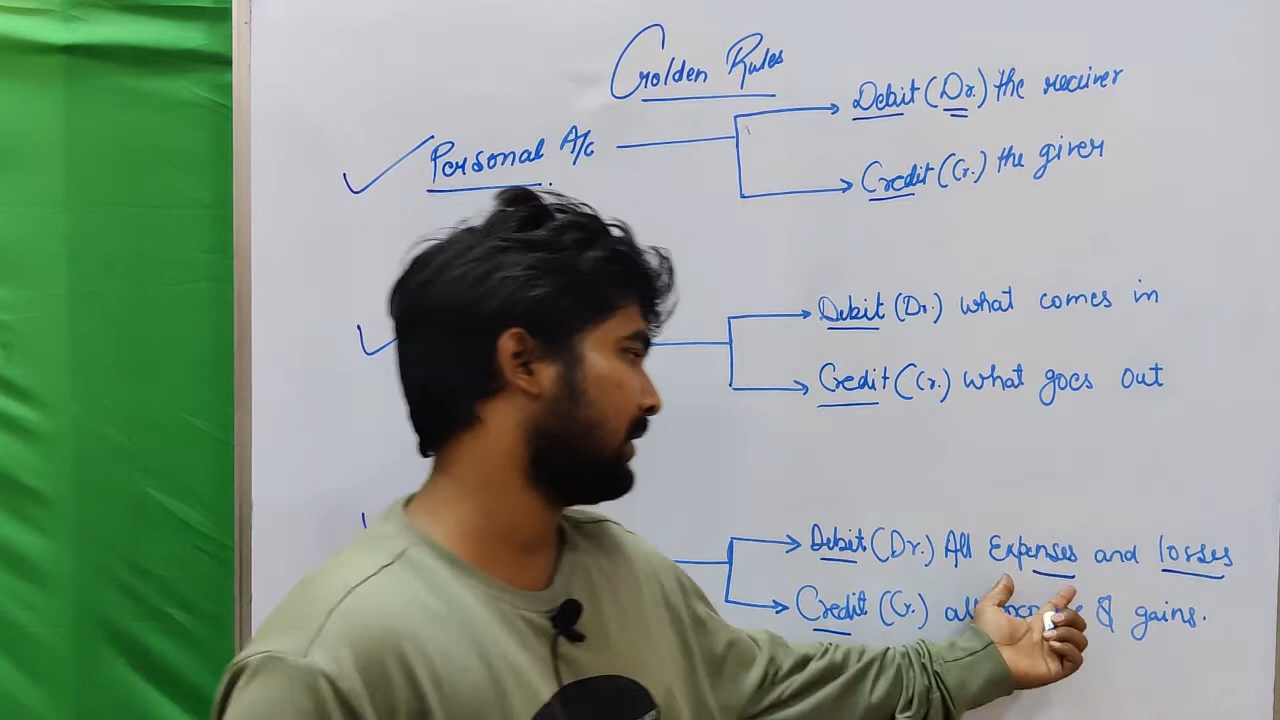 Golden Rules
Personal A/c
Debit (Dr.) the reciver
Credit (Cr.) the giver
Debit (Dr.) what comes in
Credit (Cr.) what goes out
Debit (Dr.) All Expenses and losses
Credit (Cr.) all & gains.